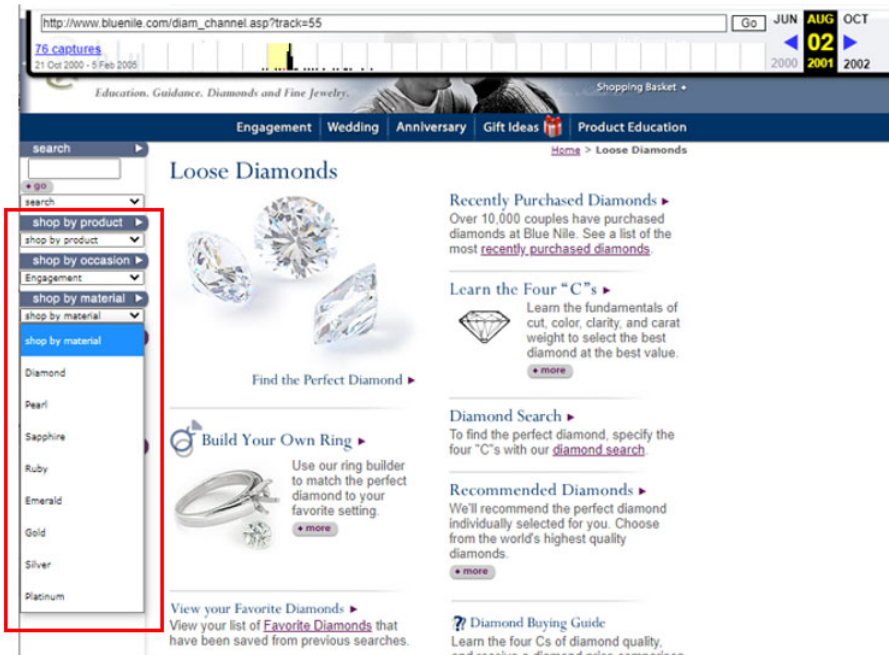 http://www.bluenile.com/diam_channel.asp?track=55
Go
JUN AUG OCT
76 captures
02
21 Oct 2000 - 5 Feb 2005
2000 2001 2002
Education. Guidance. Diamonds and Fine Jewelry.
Shopping Basket
Engagement Wedding Anniversary Gift Ideas Product Education
search
Home > Loose Diamonds
go
search
shop by product
shop by product
shop by occasion
Engagement
shop by material
shop by material
shop by material
Diamond
Pearl
Sapphire
Ruby
Emerald
Gold
Silver
Platinum
Loose Diamonds
Find the Perfect Diamond
Build Your Own Ring
Use our ring builder
to match the perfect
diamond to your
favorite setting.
more
View your Favorite Diamonds
View your list of Favorite Diamonds that
have been saved from previous searches.
Recently Purchased Diamonds
Over 10,000 couples have purchased
diamonds at Blue Nile. See a list of the
most recently purchased diamonds.
Learn the Four "C"s
Learn the fundamentals of
cut, color, clarity, and carat
weight to select the best
diamond at the best value.
more
Diamond Search
To find the perfect diamond, specify the
four "C"s with our diamond search.
Recommended Diamonds
We'll recommend the perfect diamond
individually selected for you. Choose
from the world's highest quality
diamonds.
more
Diamond Buying Guide
Learn the four Cs of diamond quality,
and receive a diamond price comparison